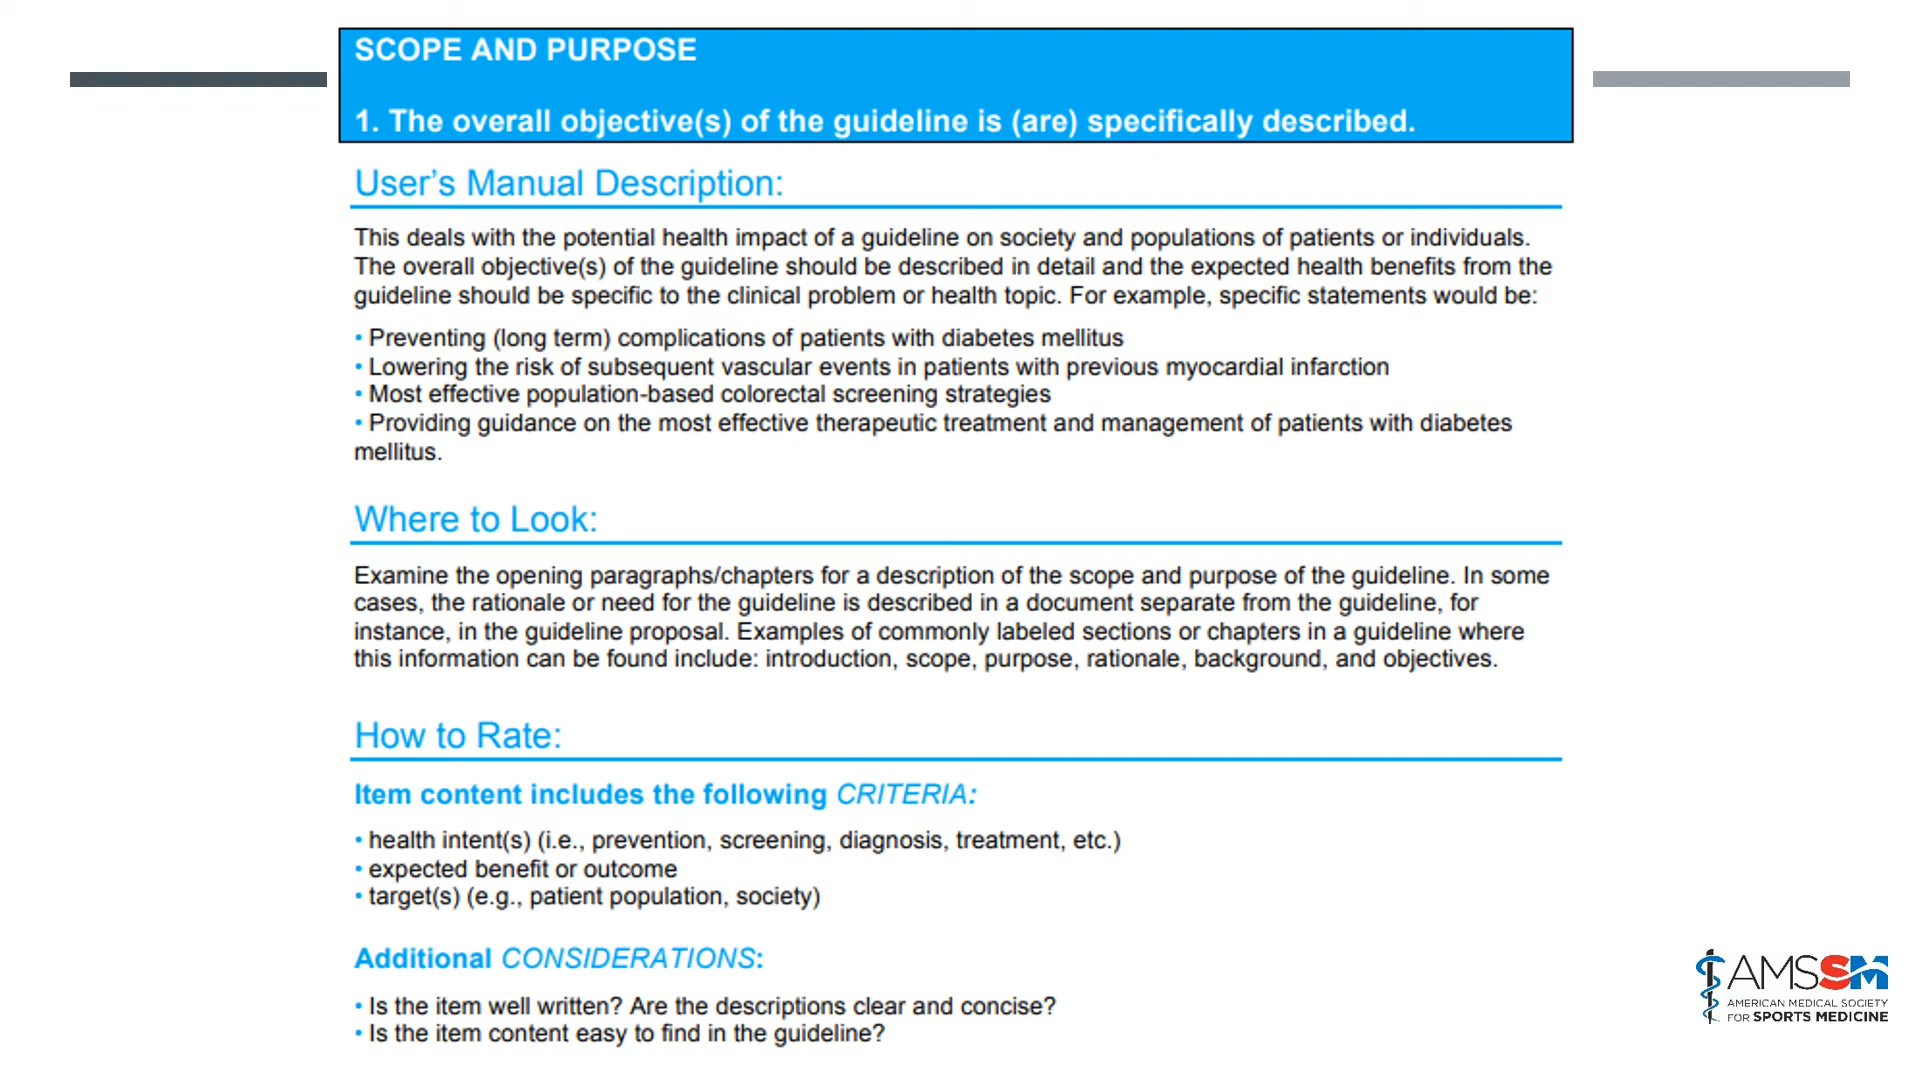 SCOPE AND PURPOSE
1. The overall objective(s) of the guideline is (are) specifically described.
User's Manual Description:
This deals with the potential health impact of a guideline on society and populations of patients or individuals.
The overall objective(s) of the guideline should be described in detail and the expected health benefits from the
guideline should be specific to the clinical problem or health topic. For example, specific statements would be:
• Preventing (long term) complications of patients with diabetes mellitus
• Lowering the risk of subsequent vascular events in patients with previous myocardial infarction
• Most effective population-based colorectal screening strategies
• Providing guidance on the most effective therapeutic treatment and management of patients with diabetes
mellitus.
Where to Look:
Examine the opening paragraphs/chapters for a description of the scope and purpose of the guideline. In some
cases, the rationale or need for the guideline is described in a document separate from the guideline, for
instance, in the guideline proposal. Examples of commonly labeled sections or chapters in a guideline where
this information can be found include: introduction, scope, purpose, rationale, background, and objectives.
How to Rate:
Item content includes the following CRITERIA:
• health intent(s) (i.e., prevention, screening, diagnosis, treatment, etc.)
• expected benefit or outcome
• target(s) (e.g., patient population, society)
Additional CONSIDERATIONS:
• Is the item well written? Are the descriptions clear and concise?
• Is the item content easy to find in the guideline?
AMSSM
AMERICAN MEDICAL SOCIETY
FOR SPORTS MEDICINE